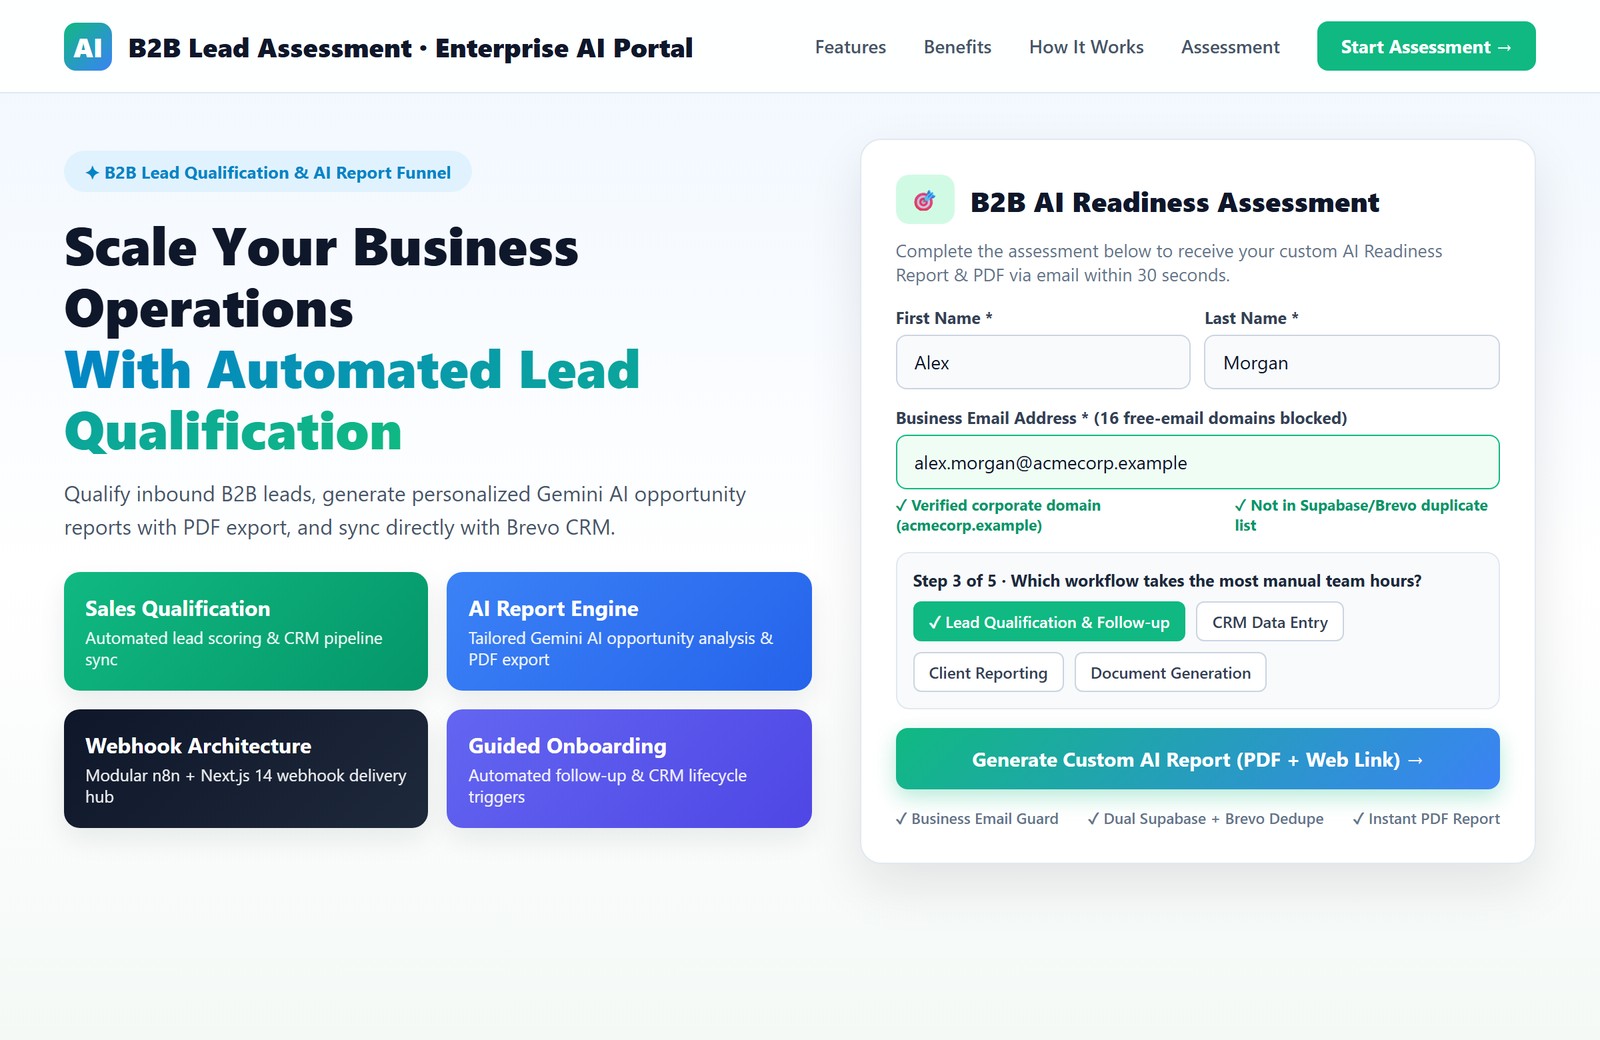 AI
B2B Lead Assessment · Enterprise AI Portal
Features
Benefits
How It Works
Assessment
Start Assessment →
✦ B2B Lead Qualification & AI Report Funnel
Scale Your Business
Operations
With Automated Lead
Qualification
Qualify inbound B2B leads, generate personalized Gemini AI opportunity
reports with PDF export, and sync directly with Brevo CRM.
Sales Qualification
Automated lead scoring & CRM pipeline
sync
AI Report Engine
Tailored Gemini AI opportunity analysis &
PDF export
Webhook Architecture
Modular n8n + Next.js 14 webhook delivery
hub
Guided Onboarding
Automated follow-up & CRM lifecycle
triggers
B2B AI Readiness Assessment
Complete the assessment below to receive your custom AI Readiness
Report & PDF via email within 30 seconds.
First Name *
Last Name *
Alex
Morgan
Business Email Address * (16 free-email domains blocked)
alex.morgan@acmecorp.example
✓ Verified corporate domain
(acmecorp.example)
✓ Not in Supabase/Brevo duplicate
list
Step 3 of 5 · Which workflow takes the most manual team hours?
✓ Lead Qualification & Follow-up
CRM Data Entry
Client Reporting
Document Generation
Generate Custom AI Report (PDF + Web Link) →
✓ Business Email Guard
✓ Dual Supabase + Brevo Dedupe
✓ Instant PDF Report